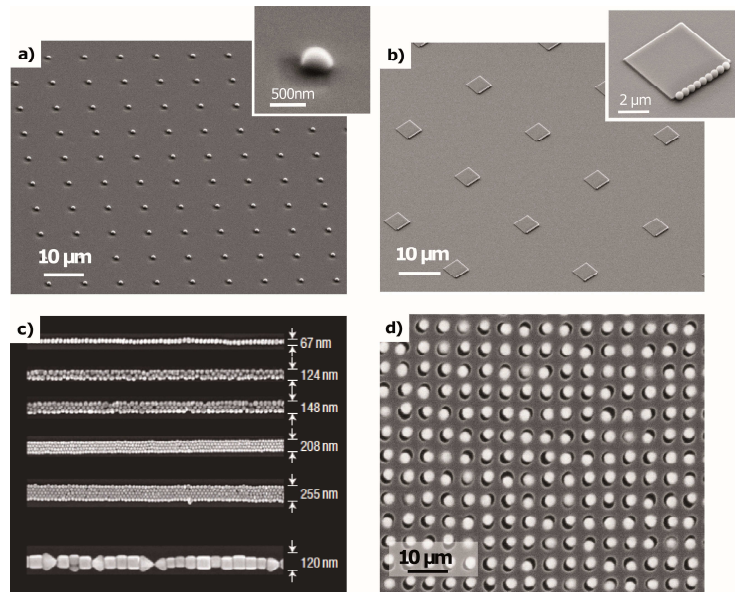 a)
500nm
10 µm
b)
2 µm
10 µm
c)
67 nm
124 nm
148 nm
208 nm
255 nm
120 nm
d)
10 µm